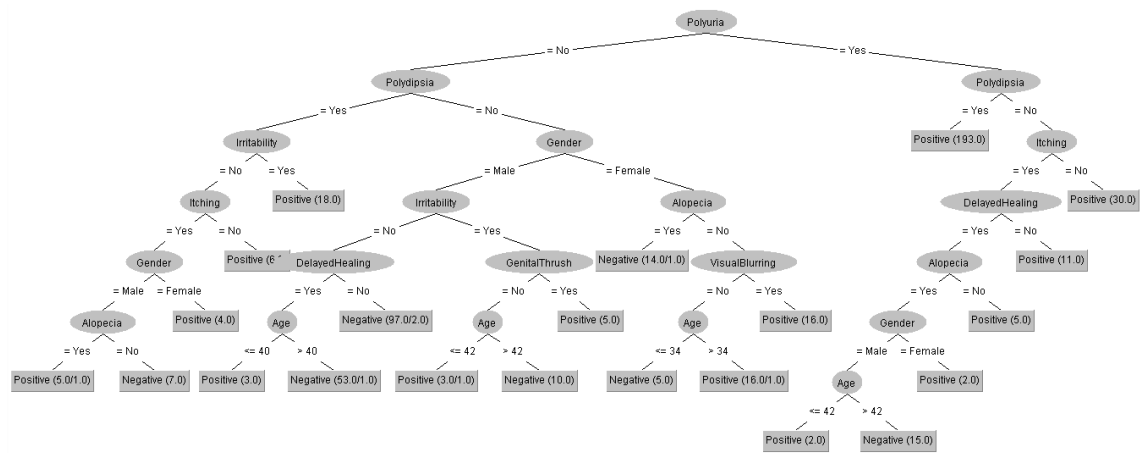 Polyuria
= No = Yes
Polydipsia Polydipsia
= Yes = No = Yes = No
Irritability Gender Positive (193.0) Itching
= No = Yes = Male = Female = Yes = No
Itching Positive (18.0) Irritability Alopecia DelayedHealing Positive (30.0)
= Yes = No = No = Yes = Yes = No = Yes = No
Gender DelayedHealing GenitalThrush Negative (14.0/1.0) VisualBlurring Alopecia Positive (11.0)
= Male = Female = Yes = No = No = Yes = No = Yes = Yes = No
Alopecia Positive (4.0) Age Negative (97.0/2.0) Age Positive (5.0) Age Positive (16.0) Gender Positive (5.0)
= Yes = No <= 40 > 40 <= 42 > 42 <= 34 > 34 = Male = Female
Positive (5.0/1.0) Negative (7.0) Positive (3.0) Negative (53.0/1.0) Positive (3.0/1.0) Negative (10.0) Negative (5.0) Positive (16.0/1.0) Age Positive (2.0)
<= 42 > 42
Positive (2.0) Negative (15.0)